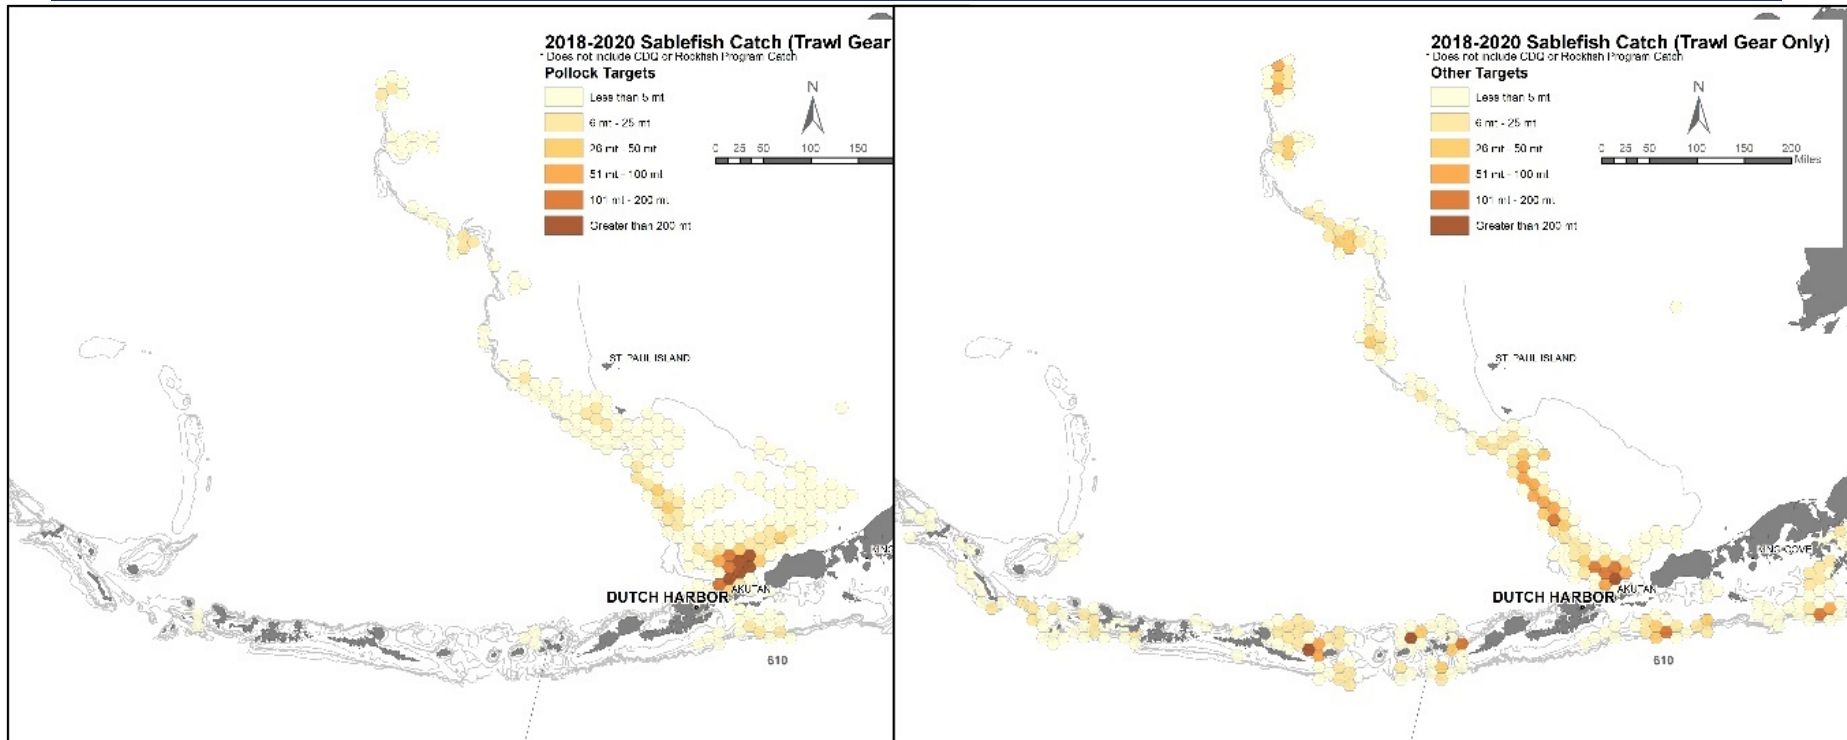 2018-2020 Sablefish Catch (Trawl Gear
* Does not include CDQ or Rockfish Program Catch
Pollock Targets
Less than 5 mt
6 mt - 25 mt
26 mt - 50 mt
51 mt - 100 mt
101 mt - 200 mt
Greater than 200 mt
N
0 25 50 100 150
ST. PAUL ISLAND
KING
AKUTAN
DUTCH HARBOR
610
2018-2020 Sablefish Catch (Trawl Gear Only)
* Does not include CDQ or Rockfish Program Catch
Other Targets
Less than 5 mt
6 mt - 25 mt
26 mt - 50 mt
51 mt - 100 mt
101 mt - 200 mt
Greater than 200 mt
N
0 25 50 100 150 200
Miles
ST. PAUL ISLAND
KING COVE
AKUTAN
DUTCH HARBOR
610